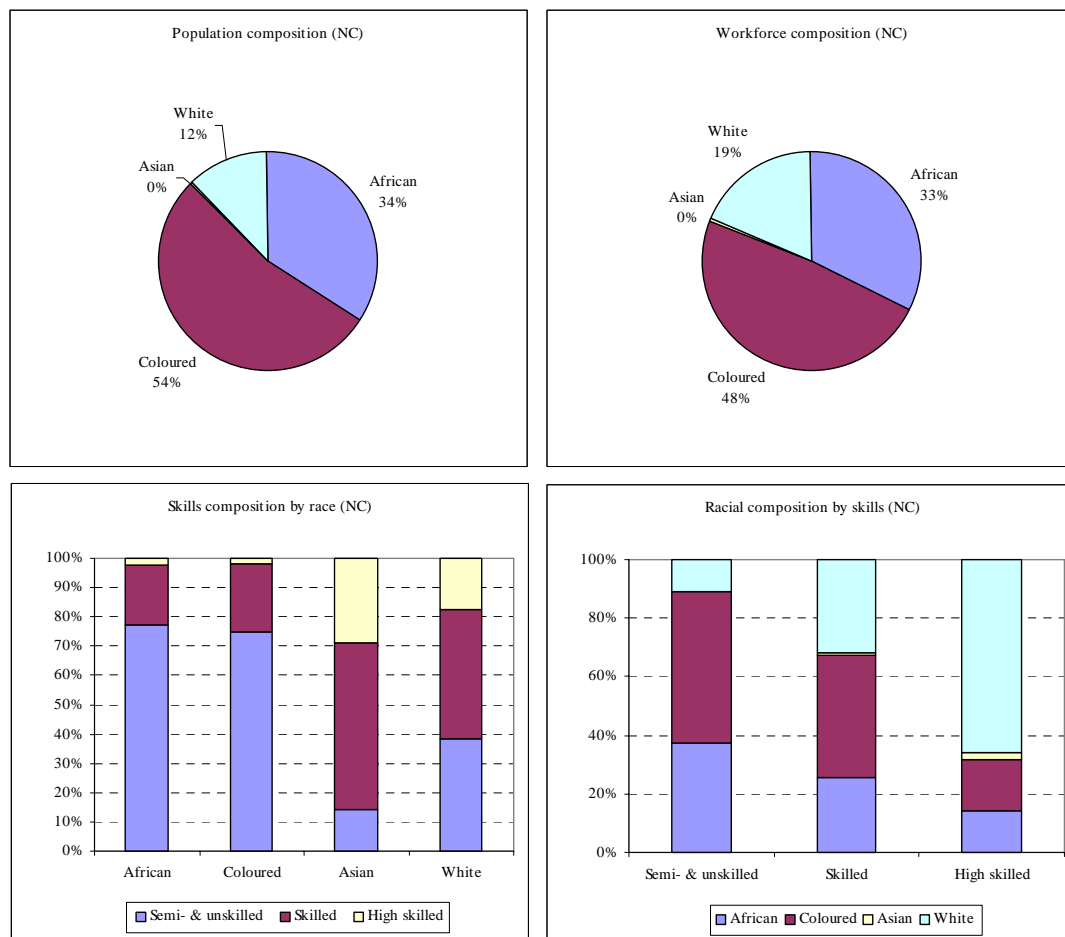 Population composition (NC)
White
12%
Asian
0%
African
34%
Coloured
54%
Workforce composition (NC)
White
19%
Asian
0%
African
33%
Coloured
48%
Skills composition by race (NC)
100%
90%
80%
70%
60%
50%
40%
30%
20%
10%
0%
African Coloured Asian White
Semi- & unskilled Skilled High skilled
Racial composition by skills (NC)
100%
80%
60%
40%
20%
0%
Semi- & unskilled Skilled High skilled
African Coloured Asian White